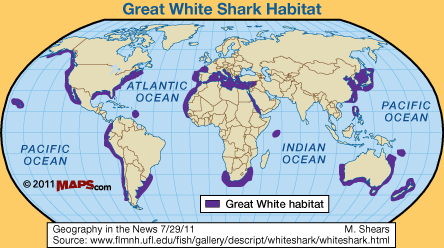 Great White Shark Habitat
ATLANTIC
OCEAN
PACIFIC
OCEAN
PACIFIC
OCEAN
INDIAN
OCEAN
© 2011 MAPS.com
Great White habitat
Geography in the News 7/29/11 M. Shears
Source: www.flmnh.ufl.edu/fish/gallery/descript/whiteshark/whiteshark.html